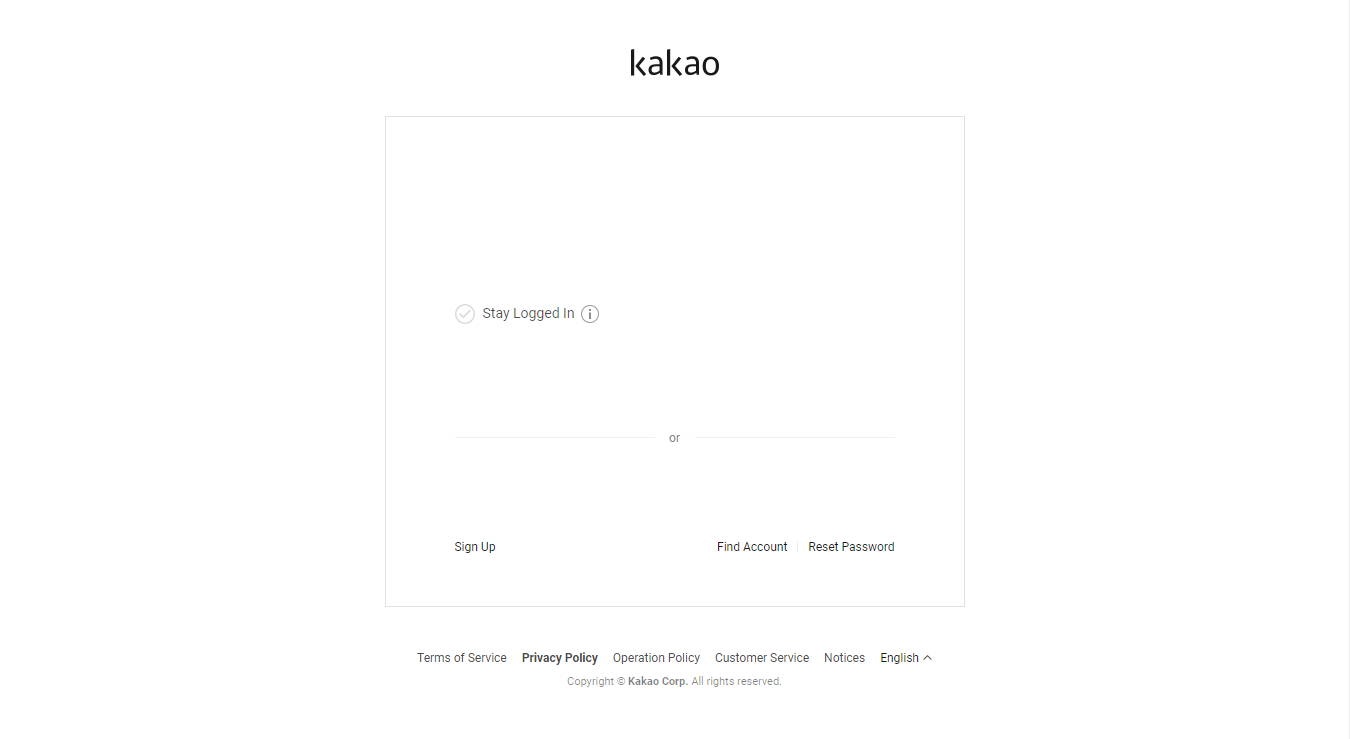 kakao
Stay Logged In
or
Sign Up Find Account Reset Password
Terms of Service Privacy Policy Operation Policy Customer Service Notices English
Copyright © Kakao Corp. All rights reserved.